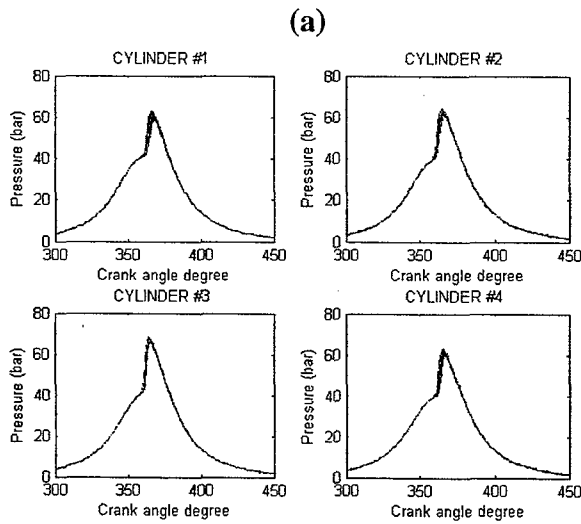 (a)
CYLINDER #1
CYLINDER #2
80
60
40
20
0
Pressure (bar)
300
350
400
450
Crank angle degree
80
60
40
20
0
Pressure (bar)
300
350
400
450
Crank angle degree
CYLINDER #3
CYLINDER #4
80
60
40
20
0
Pressure (bar)
300
350
400
450
Crank angle degree
80
60
40
20
0
Pressure (bar)
300
350
400
450
Crank angle degree